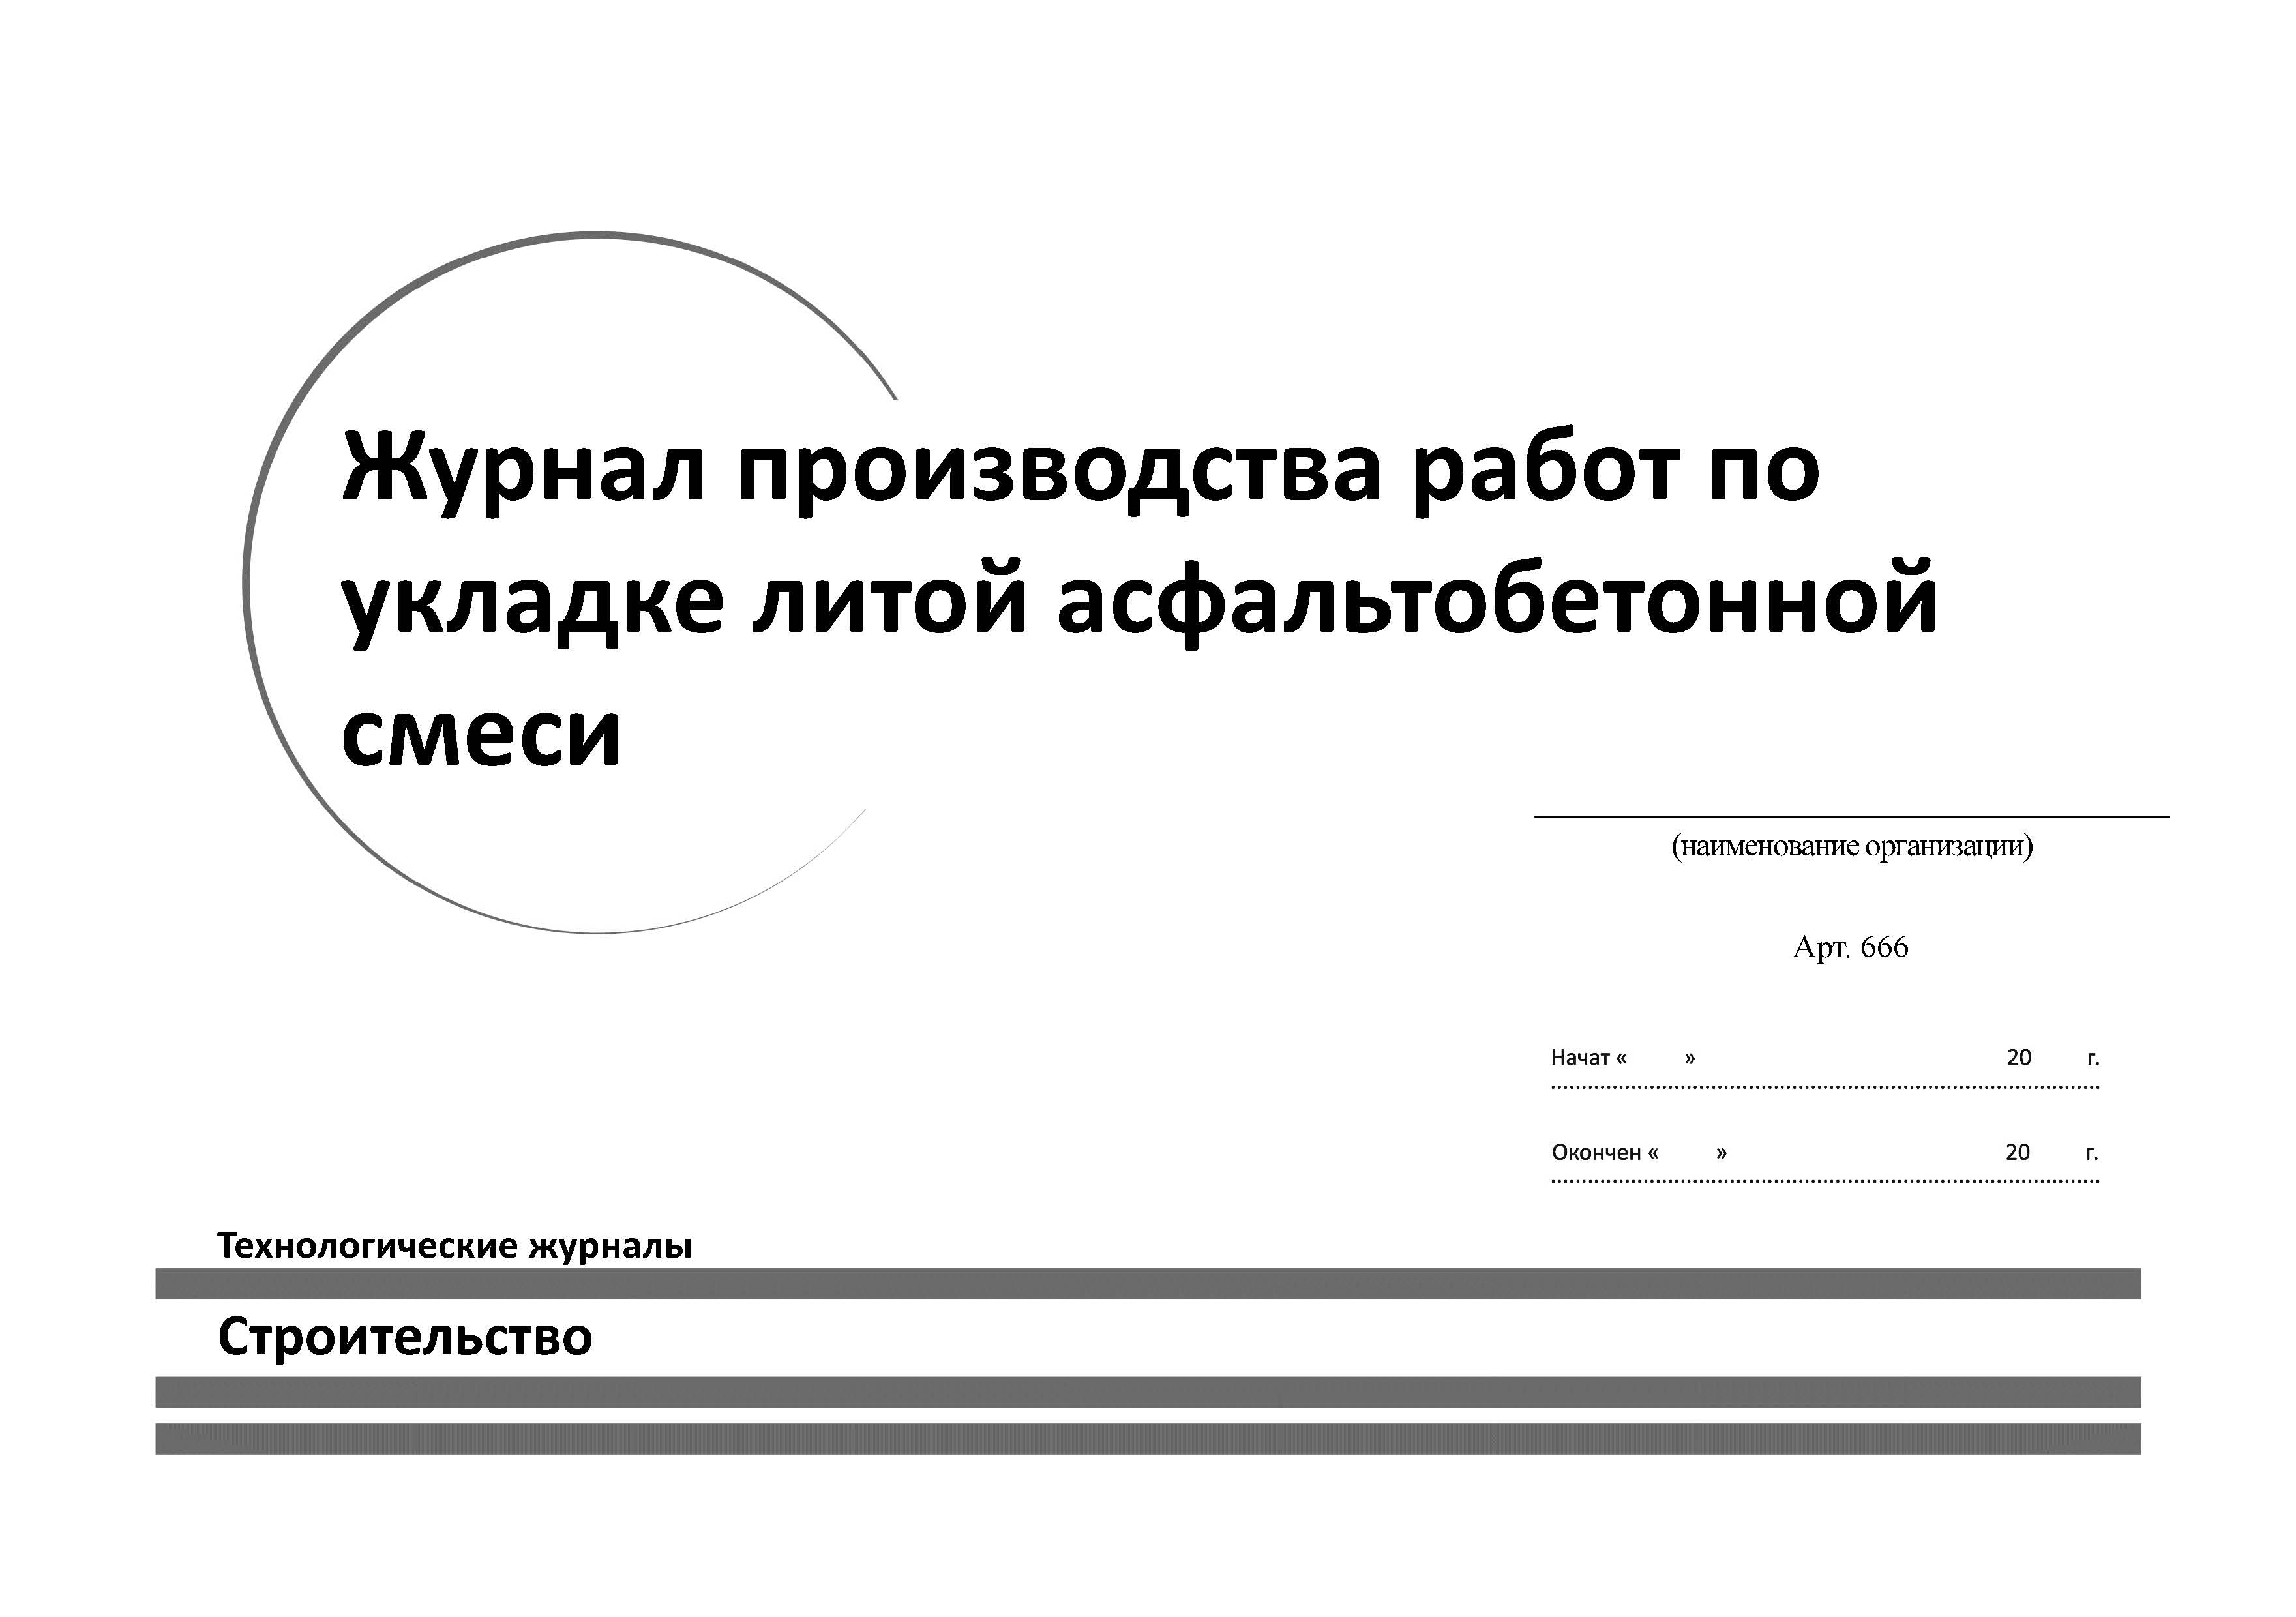 Журнал производства работ по
укладке литой асфальтобетонной
смеси
(наименование организации)
Арт. 666
Начат « » 20 г.
Окончен « » 20 г.
Технологические журналы
Строительство